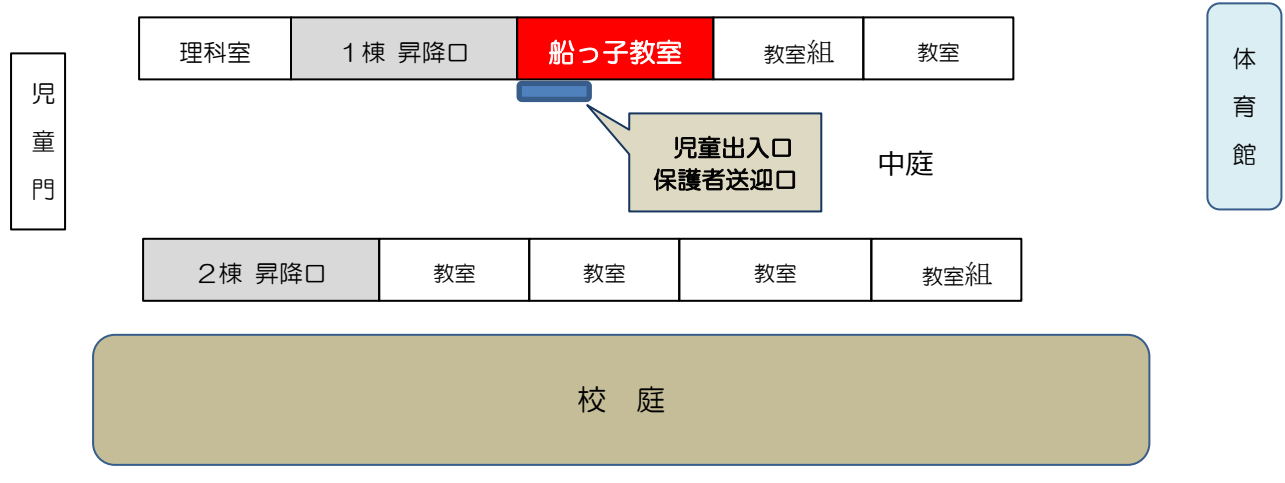 理科室
１棟 昇降口
船っ子教室
教室組
教室
体育館
児童門
児童出入口
保護者送迎口
中庭
２棟 昇降口
教室
教室
教室
教室組
校 庭